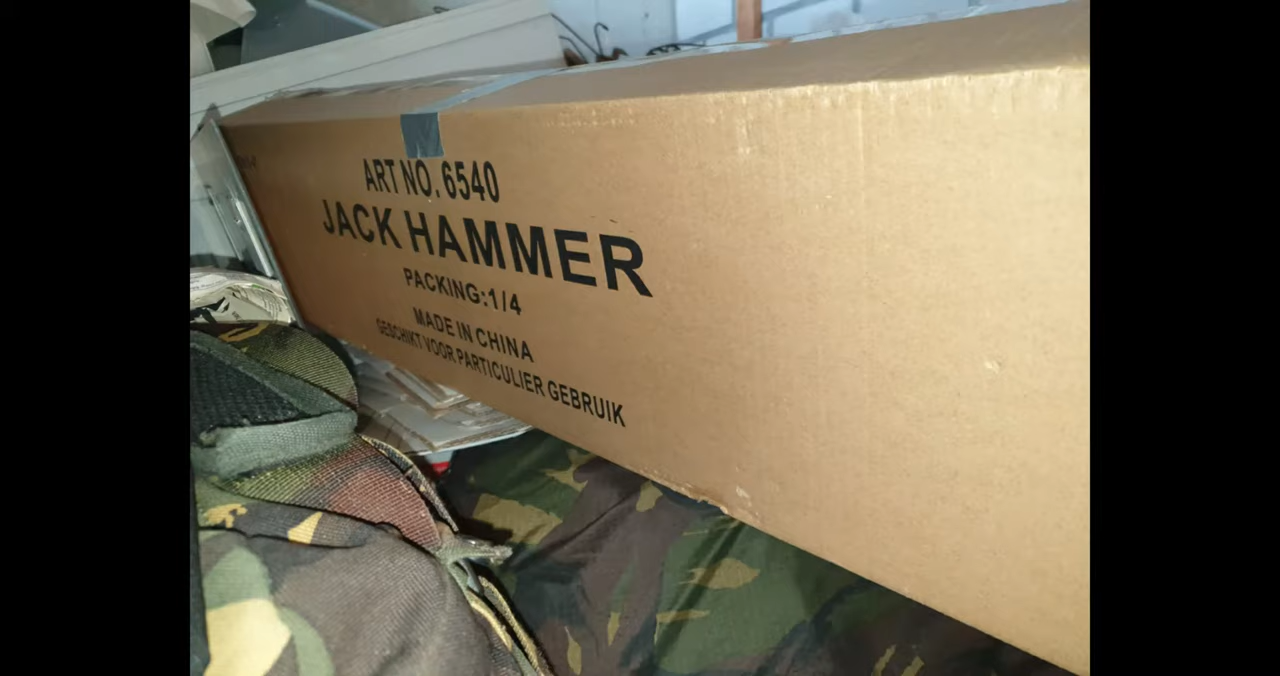 ART NO. 6540
JACK HAMMER
PACKING:1/4
MADE IN CHINA
GESCHIKT VOOR PARTICULIER GEBRUIK